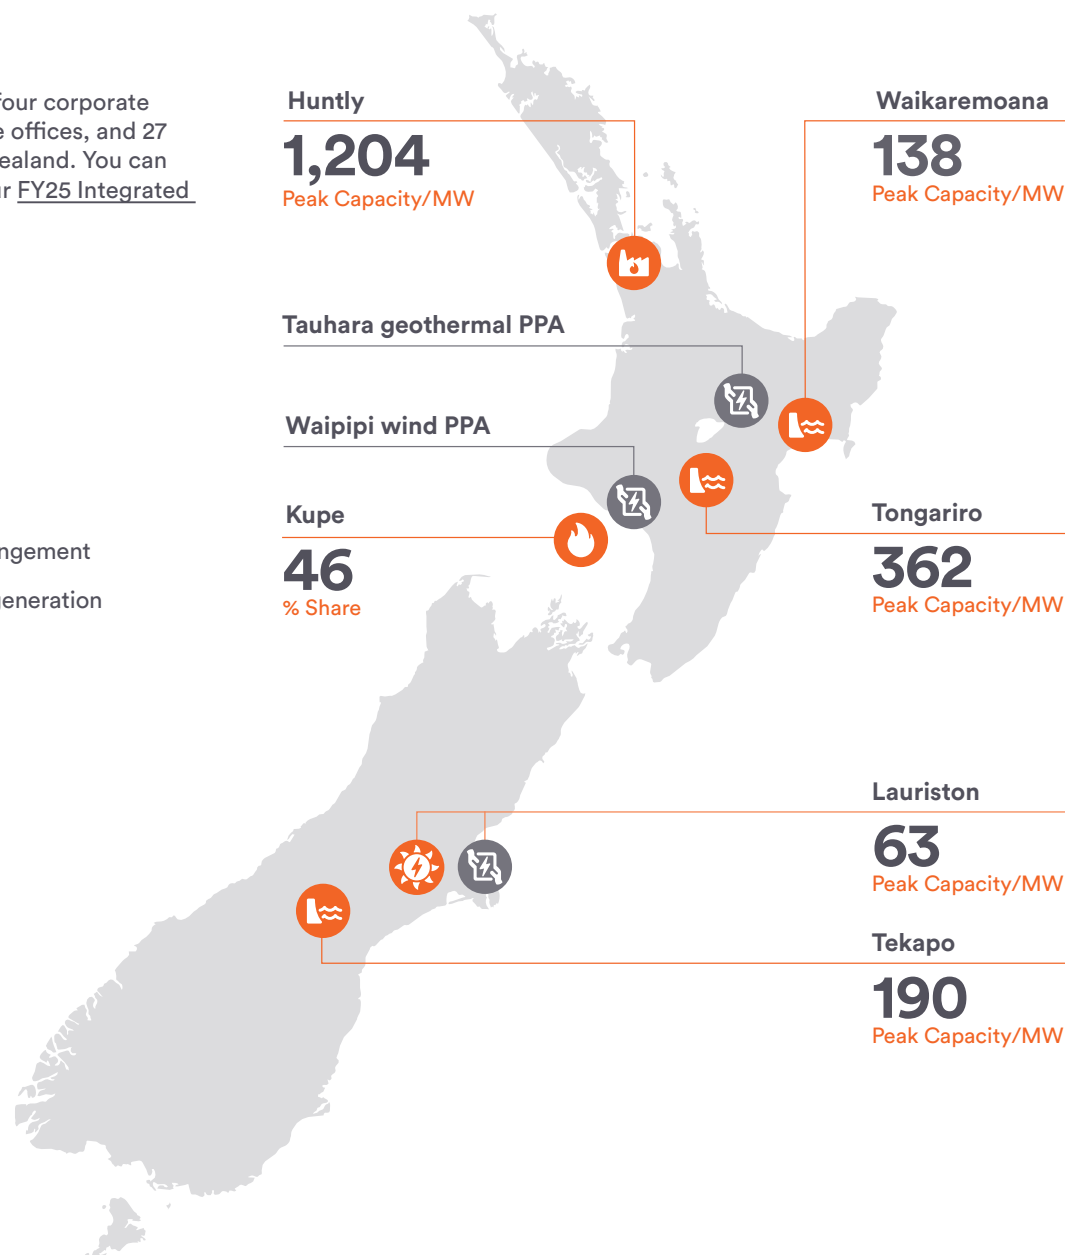 four corporate
offices, and 27
ealand. You can
FY25 Integrated
ngement
eneration
Huntly
1,204
Peak Capacity/MW
Tauhara geothermal PPA
Waipipi wind PPA
Kupe
46
% Share
Waikaremoana
138
Peak Capacity/MW
Tongariro
362
Peak Capacity/MW
Lauriston
63
Peak Capacity/MW
Tekapo
190
Peak Capacity/MW